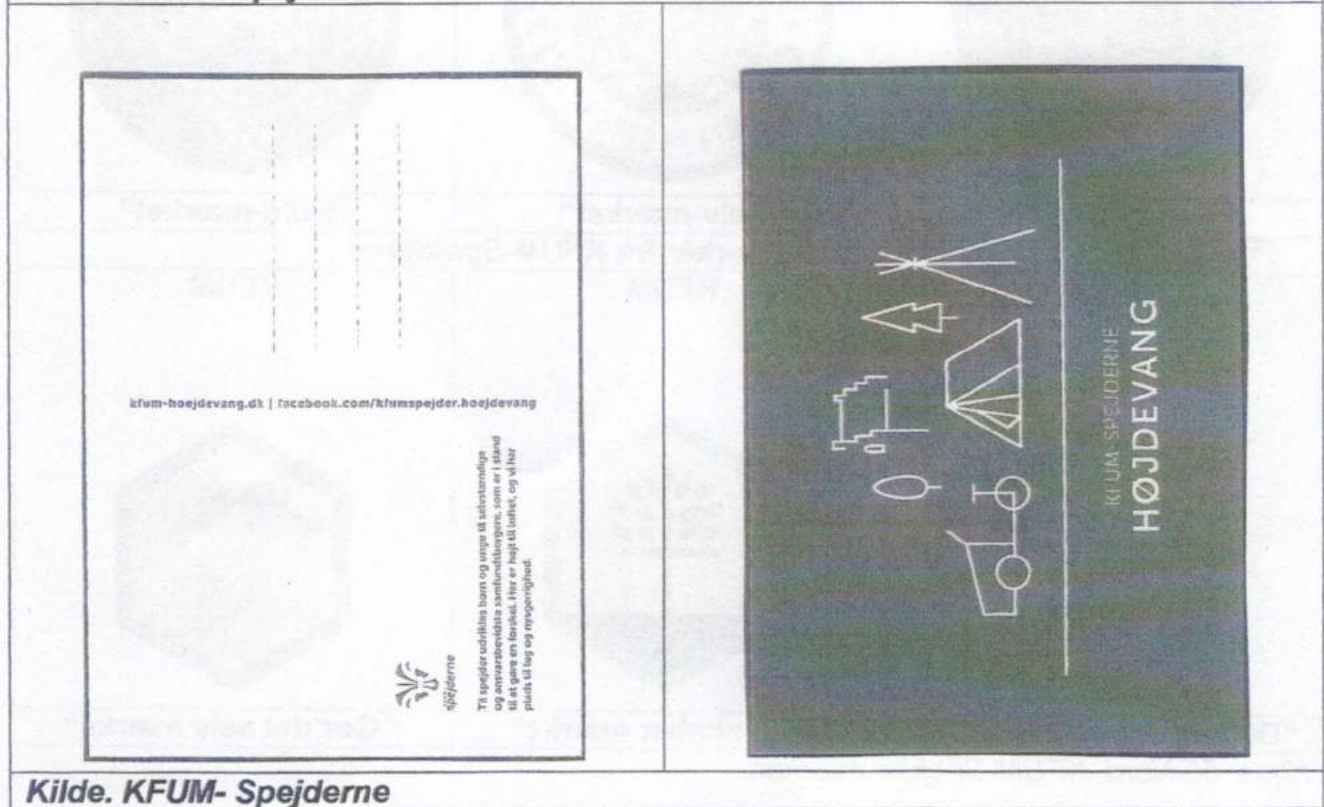 kfum-hoejdevang.dk | facebook.com/kfumspejder.hoejdevang
spejderne
Til spejder udvikles børn og unge til selvstændige
og ansvarsbevidste samfundsborgere, som er i stand
til at gøre en forskel. Her er højt til loftet, og vi har
plads til leg og nysgerrighed.
KFUM SPEJDERNE
HØJDEVANG
Kilde. KFUM- Spejderne